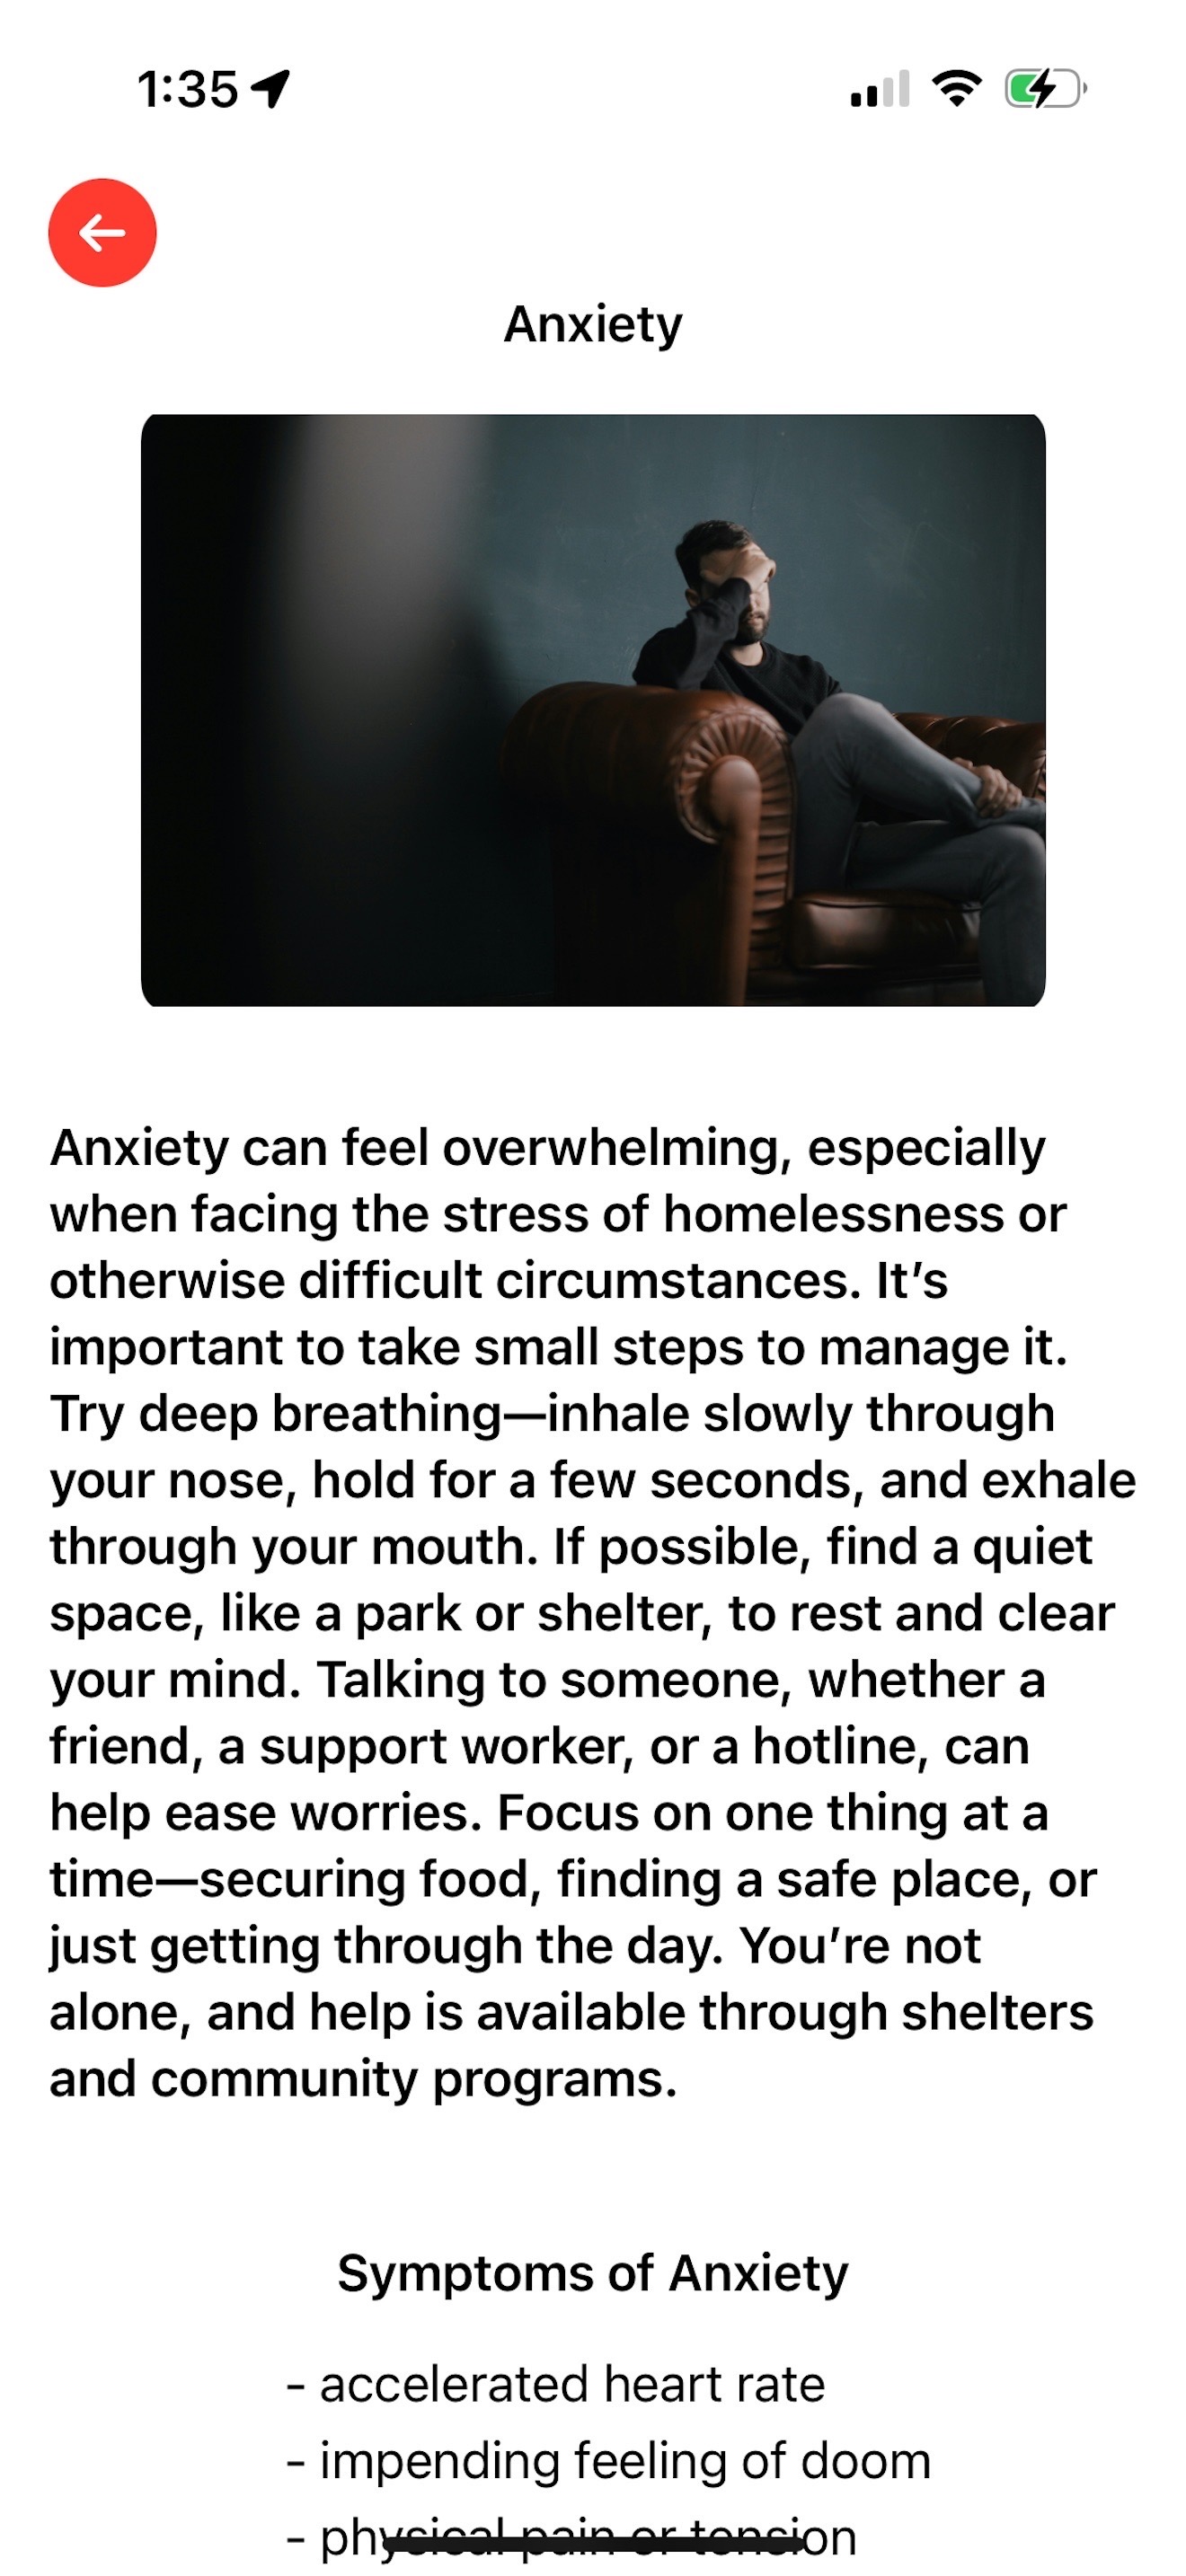 1:35
Anxiety
Anxiety can feel overwhelming, especially
when facing the stress of homelessness or
otherwise difficult circumstances. It’s
important to take small steps to manage it.
Try deep breathing—inhale slowly through
your nose, hold for a few seconds, and exhale
through your mouth. If possible, find a quiet
space, like a park or shelter, to rest and clear
your mind. Talking to someone, whether a
friend, a support worker, or a hotline, can
help ease worries. Focus on one thing at a
time—securing food, finding a safe place, or
just getting through the day. You’re not
alone, and help is available through shelters
and community programs.
Symptoms of Anxiety
- accelerated heart rate
- impending feeling of doom
- physical pain or tension